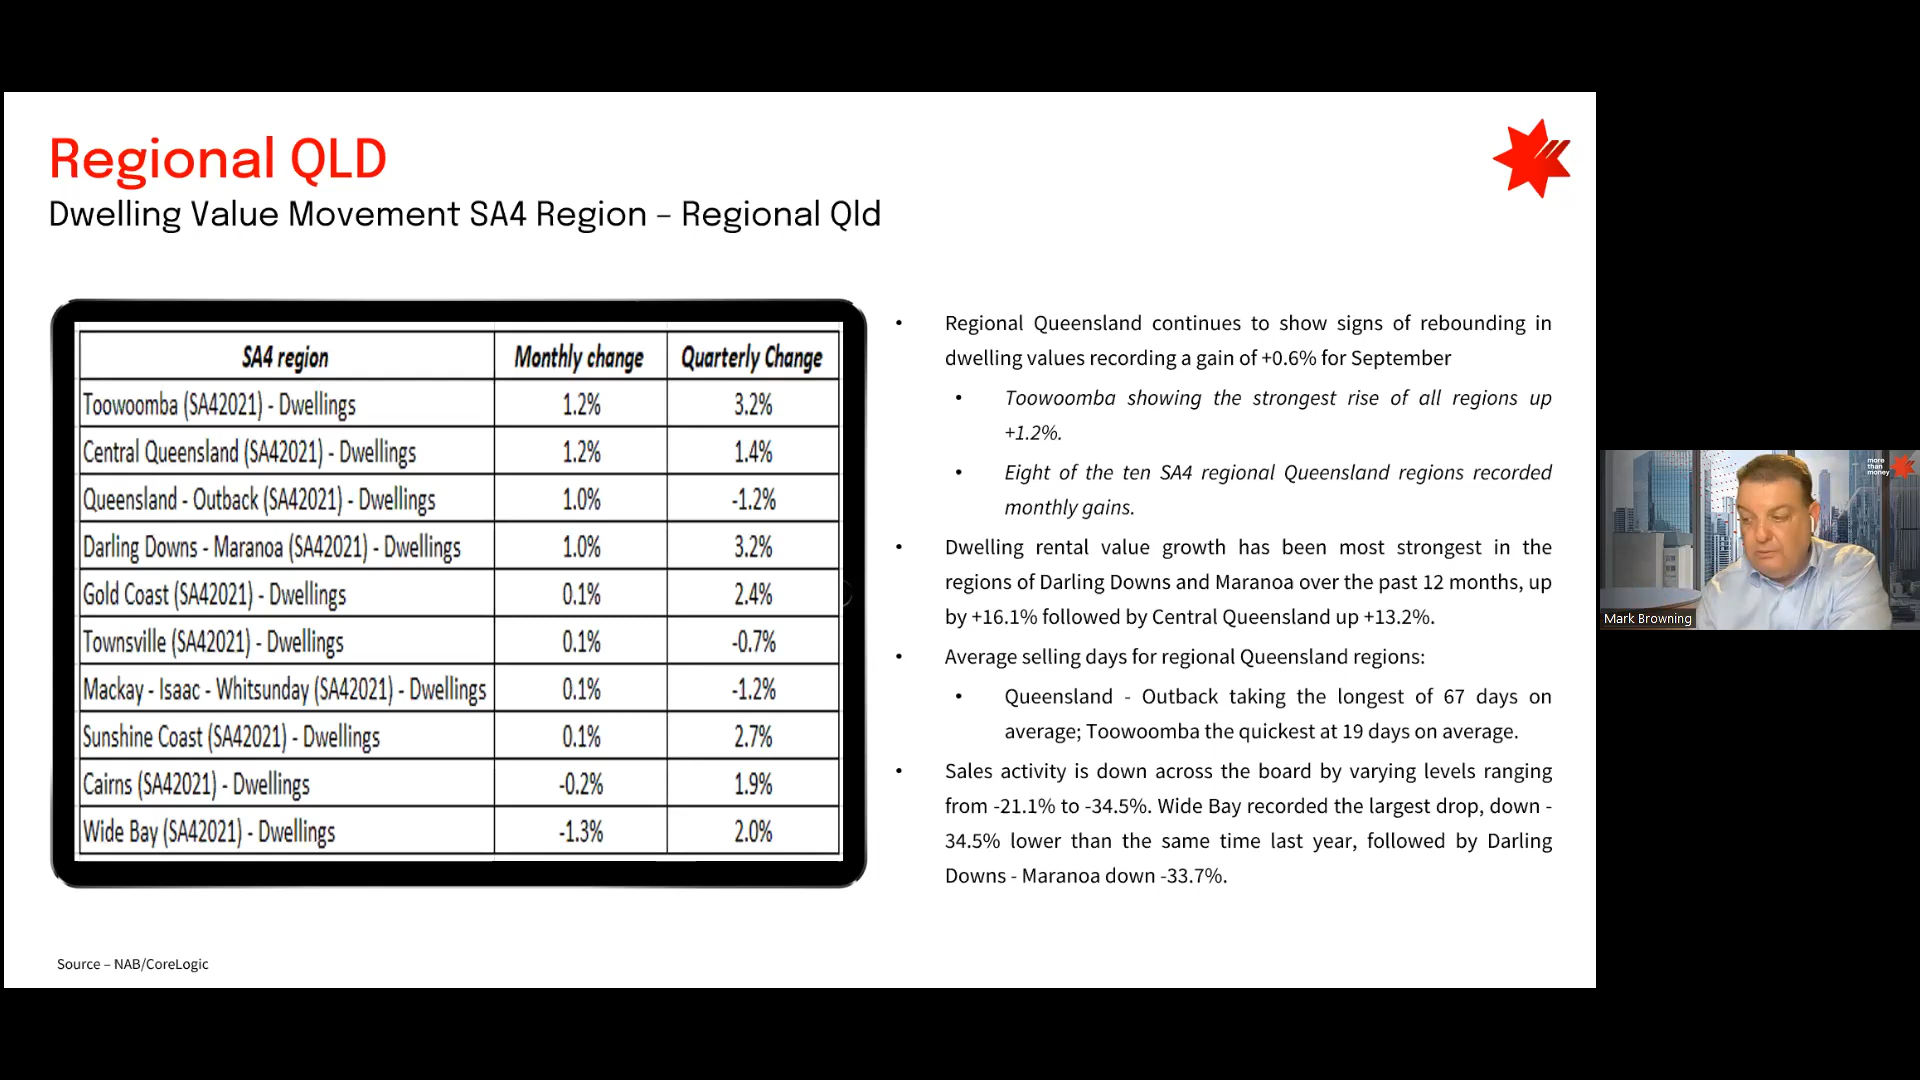 Regional QLD
Dwelling Value Movement SA4 Region – Regional Qld
SA4 region Monthly change Quarterly Change
Toowoomba (SA42021) - Dwellings 1.2% 3.2%
Central Queensland (SA42021) - Dwellings 1.2% 1.4%
Queensland - Outback (SA42021) - Dwellings 1.0% -1.2%
Darling Downs - Maranoa (SA42021) - Dwellings 1.0% 3.2%
Gold Coast (SA42021) - Dwellings 0.1% 2.4%
Townsville (SA42021) - Dwellings 0.1% -0.7%
Mackay - Isaac - Whitsunday (SA42021) - Dwellings 0.1% -1.2%
Sunshine Coast (SA42021) - Dwellings 0.1% 2.7%
Cairns (SA42021) - Dwellings -0.2% 1.9%
Wide Bay (SA42021) - Dwellings -1.3% 2.0%
• Regional Queensland continues to show signs of rebounding in
dwelling values recording a gain of +0.6% for September
• Toowoomba showing the strongest rise of all regions up
+1.2%.
• Eight of the ten SA4 regional Queensland regions recorded
monthly gains.
• Dwelling rental value growth has been most strongest in the
regions of Darling Downs and Maranoa over the past 12 months, up
by +16.1% followed by Central Queensland up +13.2%.
• Average selling days for regional Queensland regions:
• Queensland - Outback taking the longest of 67 days on
average; Toowoomba the quickest at 19 days on average.
• Sales activity is down across the board by varying levels ranging
from -21.1% to -34.5%. Wide Bay recorded the largest drop, down -
34.5% lower than the same time last year, followed by Darling
Downs - Maranoa down -33.7%.
Source – NAB/CoreLogic
more
than
money
Mark Browning